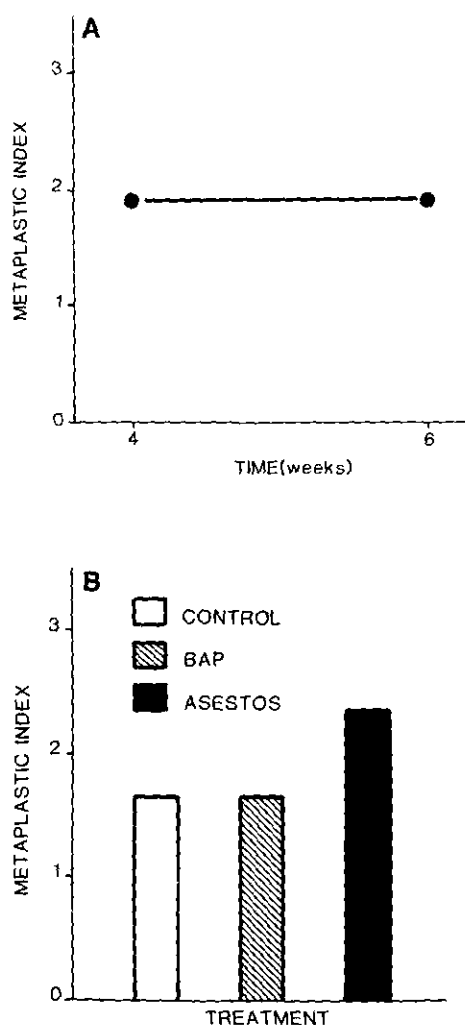 A
3
2
1
0
METAPLASTIC INDEX
4
6
TIME(weeks)
B
CONTROL
BAP
ASESTOS
3
2
1
0
METAPLASTIC INDEX
TREATMENT